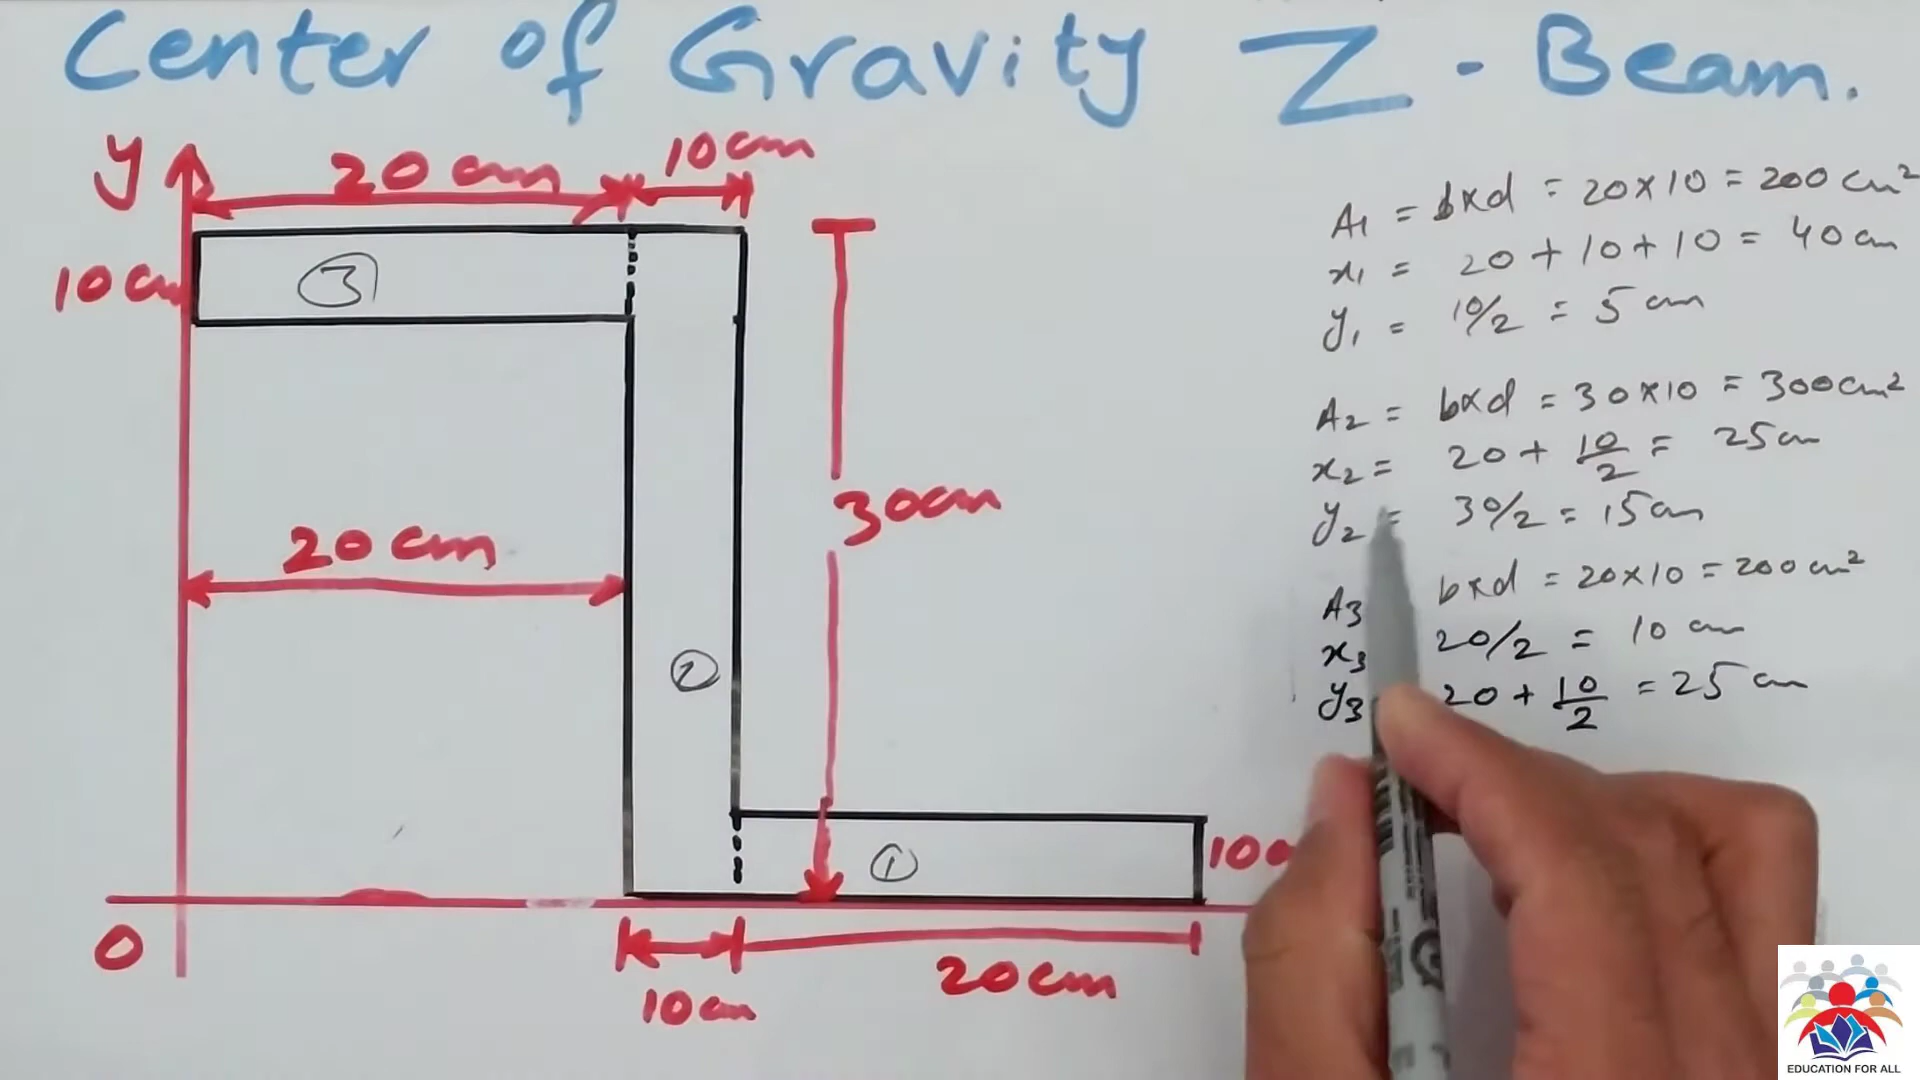 Center of Gravity Z - Beam.
y
20 cm
10 cm
10 cm
3
30 cm
20 cm
2
1
10
0
10 cm
20 cm
A1 = b×d = 20×10 = 200 cm²
x1 = 20 + 10 + 10 = 40 cm
y1 = 10/2 = 5 cm
A2 = b×d = 30×10 = 300 cm²
x2 = 20 + 10/2 = 25 cm
y2 = 30/2 = 15 cm
A3 b×d = 20×10 = 200 cm²
x3 20/2 = 10 cm
y3 20 + 10/2 = 25 cm
EDUCATION FOR ALL